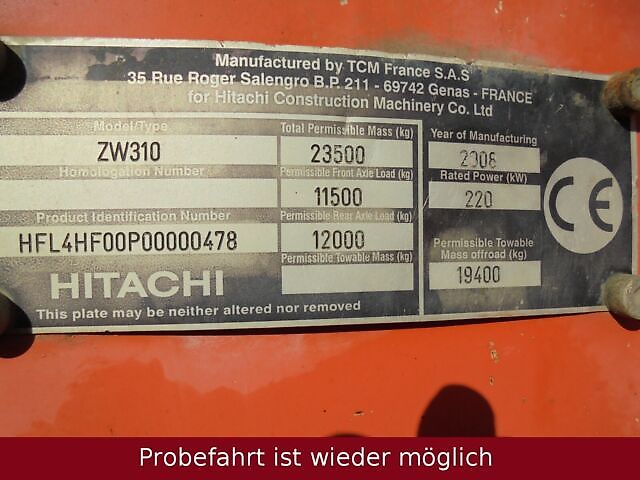 Manufactured by TCM France S.A.S
35 Rue Roger Salengro B.P. 211 - 69742 Genas - FRANCE
for Hitachi Construction Machinery Co. Ltd
Model/Type
ZW310
Homologation Number
Product Identification Number
HFL4HF00P00000478
HITACHI
This plate may be neither altered nor removed
Total Permissible Mass (kg)
23500
Permissible Front Axle Load (kg)
11500
Permissible Rear Axle Load (kg)
12000
Permissible Towable Mass (kg)
Year of Manufacturing
2008
Rated Power (kW)
220
Permissible Towable
Mass offroad (kg)
19400
CE
Probefahrt ist wieder möglich